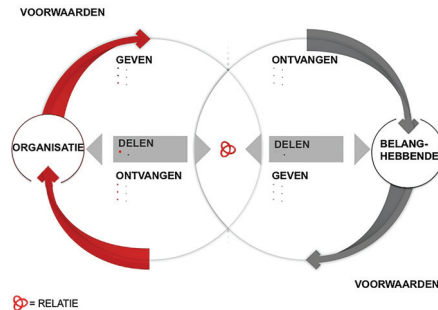 VOORWAARDEN
GEVEN
ONTVANGEN
ORGANISATIE
DELEN
DELEN
BELANG-
HEBBENDE
ONTVANGEN
GEVEN
VOORWAARDEN
= RELATIE